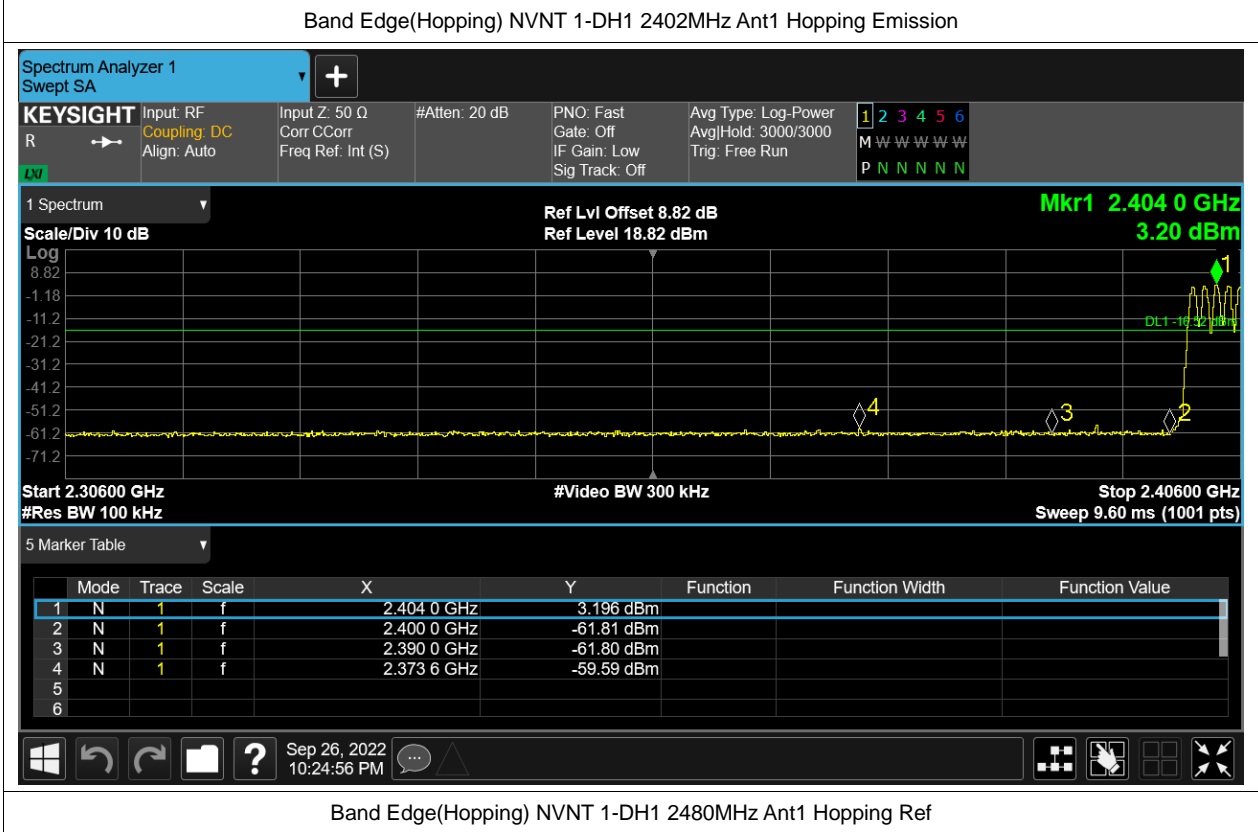 Band Edge(Hopping) NVNT 1-DH1 2402MHz Ant1 Hopping Emission
Spectrum Analyzer 1
Swept SA
KEYSIGHT
R
LXI
Input: RF
Coupling: DC
Align: Auto
Input Z: 50 Ω
Corr CCorr
Freq Ref: Int (S)
#Atten: 20 dB
PNO: Fast
Gate: Off
IF Gain: Low
Sig Track: Off
Avg Type: Log-Power
Avg|Hold: 3000/3000
Trig: Free Run
1 2 3 4 5 6
M W W W W W
P N N N N N
1 Spectrum
Scale/Div 10 dB
Ref Lvl Offset 8.82 dB
Ref Level 18.82 dBm
Mkr1 2.404 0 GHz
3.20 dBm
Log
8.82
-1.18
-11.2
-21.2
-31.2
-41.2
-51.2
-61.2
-71.2
1
DL1 -16.52 dBm
4
3
2
Start 2.30600 GHz
#Video BW 300 kHz
Stop 2.40600 GHz
#Res BW 100 kHz
Sweep 9.60 ms (1001 pts)
5 Marker Table
Mode Trace Scale X Y Function Function Width Function Value
1 N 1 f 2.404 0 GHz 3.196 dBm
2 N 1 f 2.400 0 GHz -61.81 dBm
3 N 1 f 2.390 0 GHz -61.80 dBm
4 N 1 f 2.373 6 GHz -59.59 dBm
5
6
?
Sep 26, 2022
10:24:56 PM
Band Edge(Hopping) NVNT 1-DH1 2480MHz Ant1 Hopping Ref